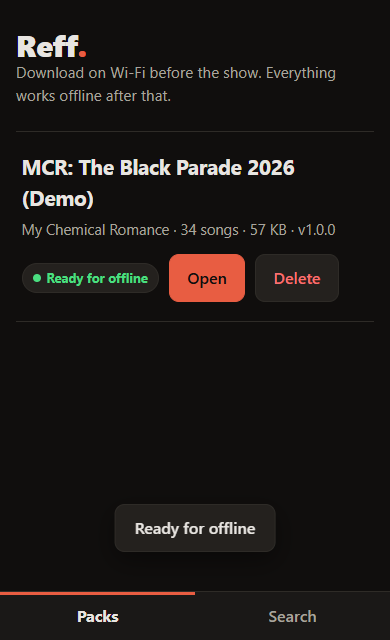 Reff.
Download on Wi-Fi before the show. Everything
works offline after that.
MCR: The Black Parade 2026
(Demo)
My Chemical Romance · 34 songs · 57 KB · v1.0.0
Ready for offline
Open
Delete
Ready for offline
Packs
Search